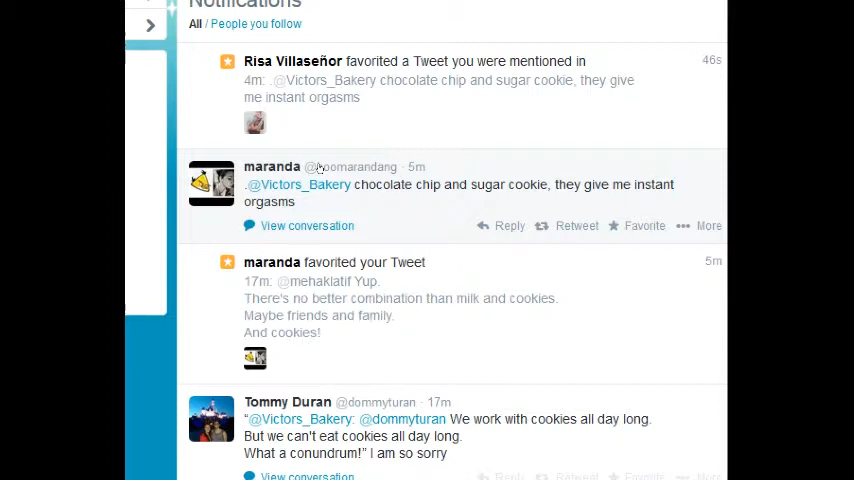 Notifications
All / People you follow
Risa Villaseñor favorited a Tweet you were mentioned in 46s
4m: .@Victors_Bakery chocolate chip and sugar cookie, they give
me instant orgasms
maranda 5m
.@Victors_Bakery chocolate chip and sugar cookie, they give me instant
orgasms
View conversation Reply Retweet Favorite More
maranda favorited your Tweet 5m
17m: @mehaklatif Yup.
There's no better combination than milk and cookies.
Maybe friends and family.
And cookies!
Tommy Duran @dommyturan · 17m
“@Victors_Bakery: @dommyturan We work with cookies all day long.
But we can't eat cookies all day long.
What a conundrum!” I am so sorry
View conversation Reply Retweet Favorite More